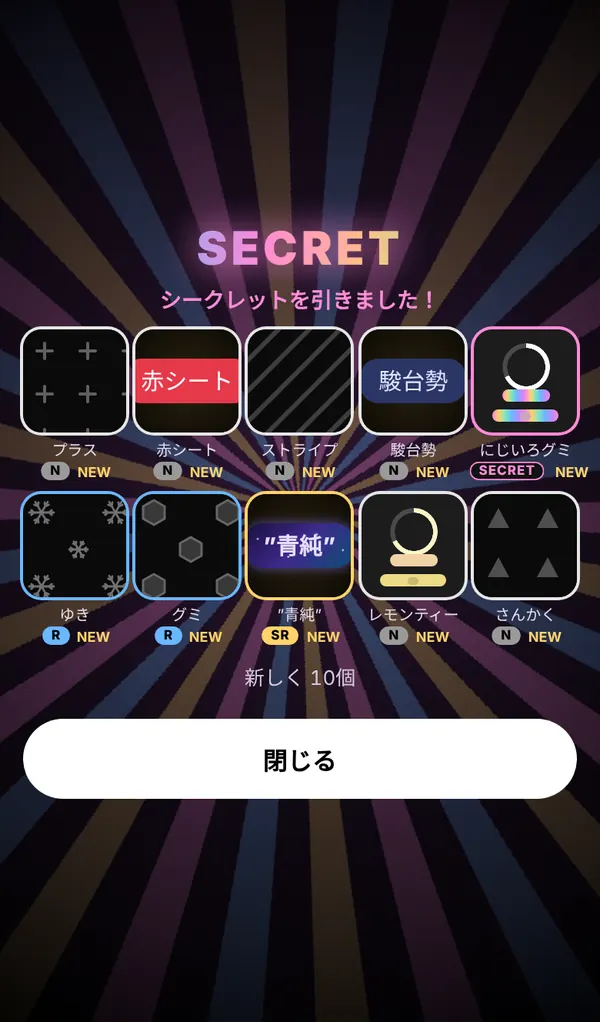 SECRET
シークレットを引きました！
赤シート
駿台勢
プラス
赤シート
ストライプ
駿台勢
にじいろグミ
N NEW
N NEW
N NEW
N NEW
SECRET NEW
"青純"
ゆき
グミ
"青純"
レモンティー
さんかく
R NEW
R NEW
SR NEW
N NEW
N NEW
新しく 10個
閉じる